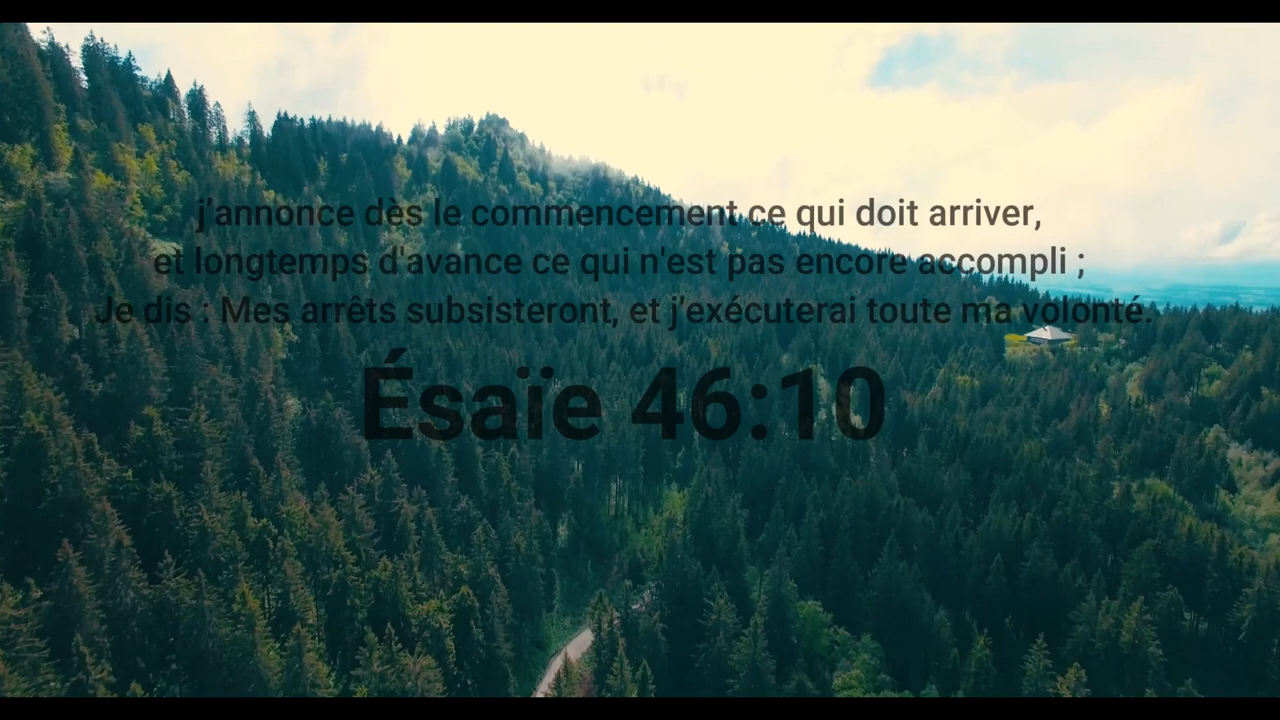 j'annonce dès le commencement ce qui doit arriver,
et longtemps d'avance ce qui n'est pas encore accompli ;
Je dis : Mes arrêts subsisteront, et j'exécuterai toute ma volonté.
Ésaïe 46:10